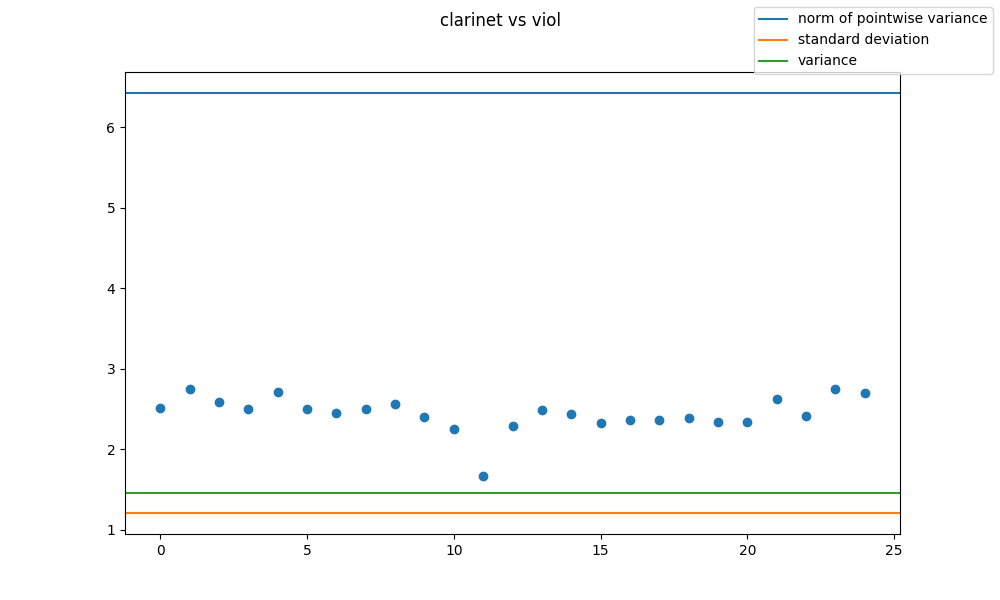 clarinet vs viol
norm of pointwise variance
standard deviation
variance
6
5
4
3
2
1
0 5 10 15 20 25